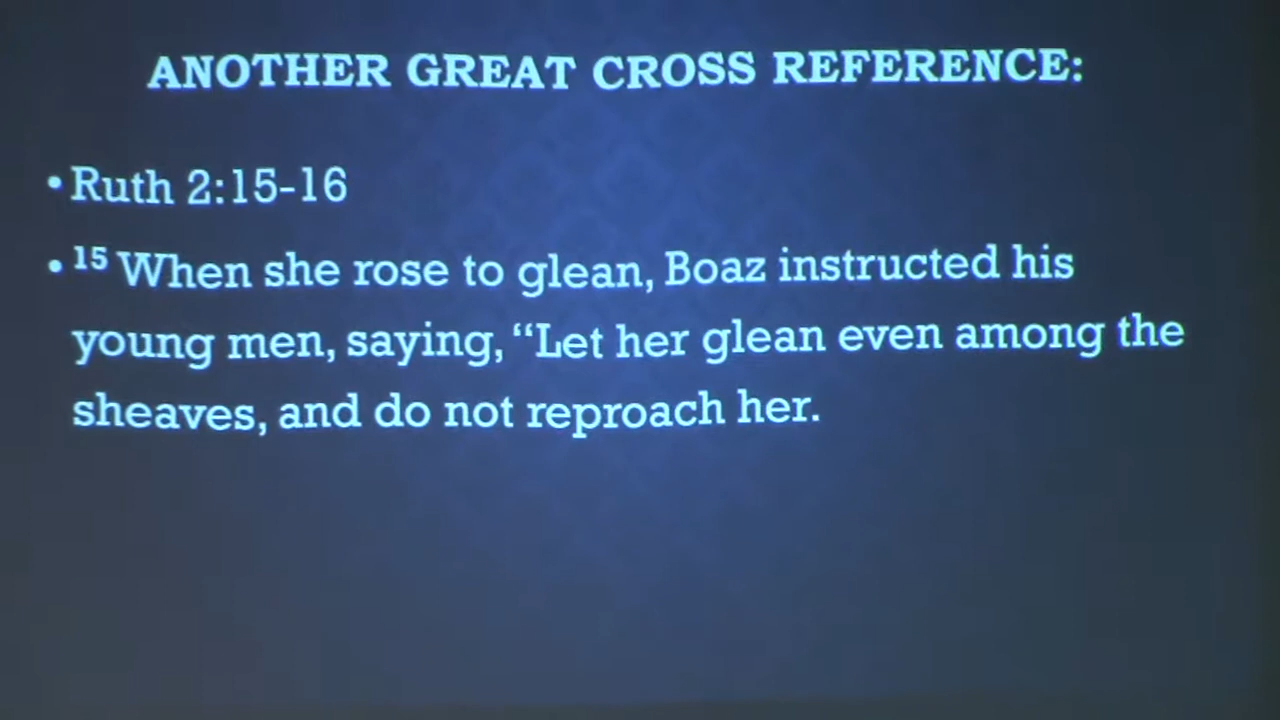 ANOTHER GREAT CROSS REFERENCE:
•Ruth 2:15-16
•¹⁵ When she rose to glean, Boaz instructed his
young men, saying, “Let her glean even among the
sheaves, and do not reproach her.